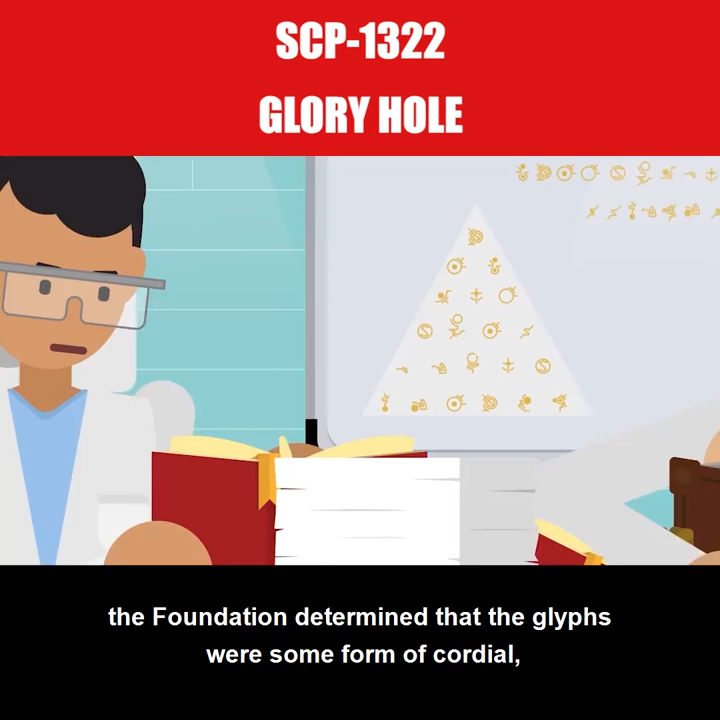 SCP-1322
GLORY HOLE
the Foundation determined that the glyphs
were some form of cordial,